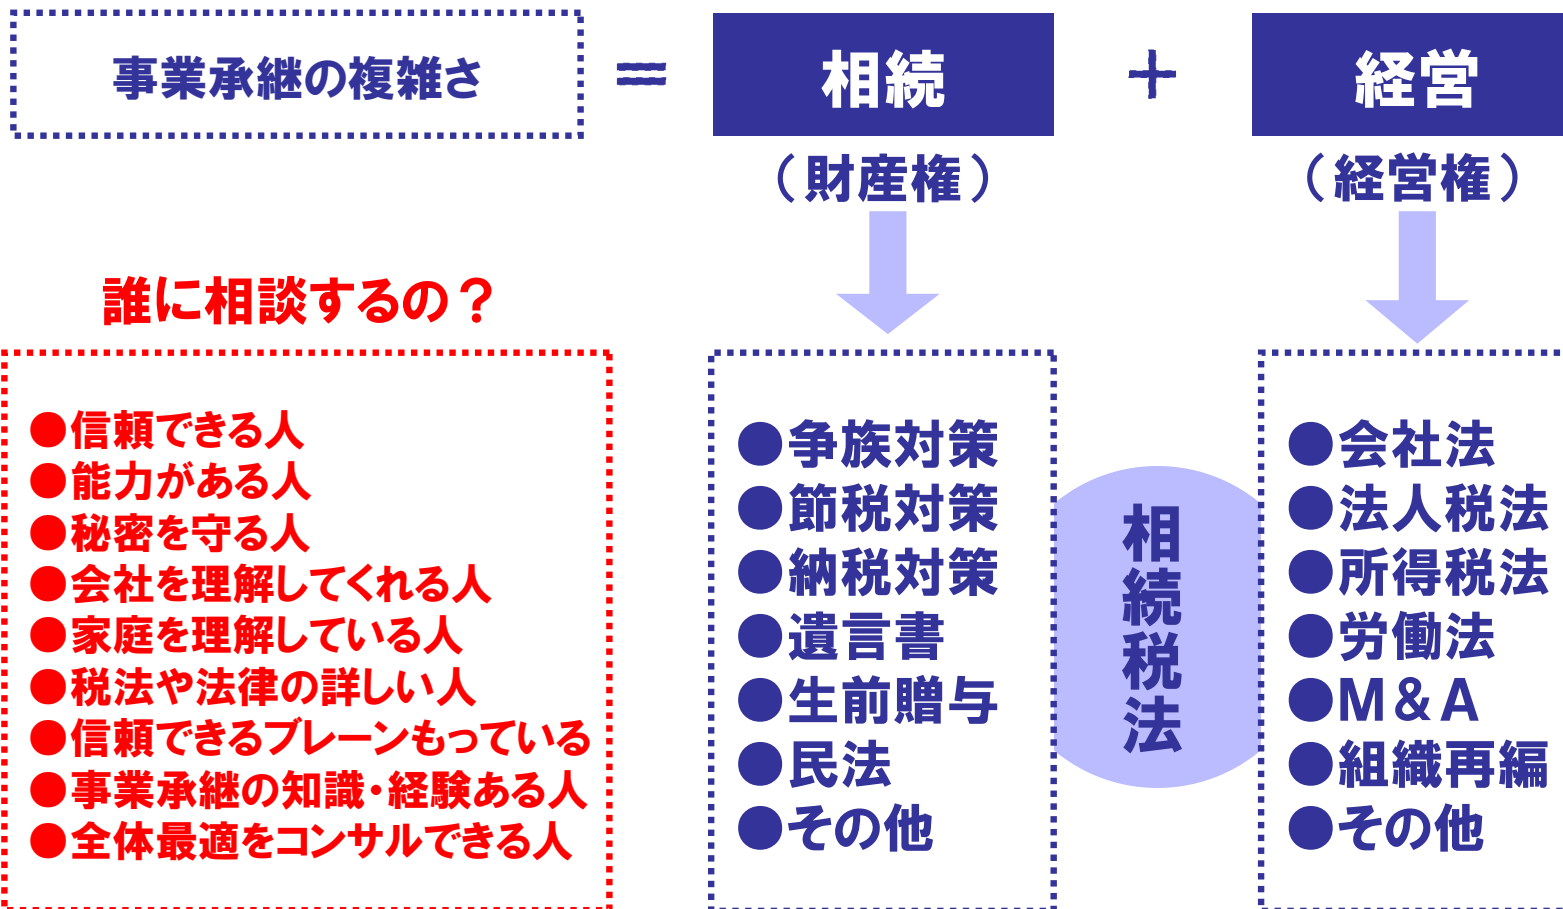 事業承継の複雑さ
＝
相続
＋
経営
（財産権）
（経営権）
誰に相談するの？
●信頼できる人
●能力がある人
●秘密を守る人
●会社を理解してくれる人
●家庭を理解している人
●税法や法律の詳しい人
●信頼できるブレーンもっている
●事業承継の知識・経験ある人
●全体最適をコンサルできる人
●争族対策
●節税対策
●納税対策
●遺言書
●生前贈与
●民法
●その他
相続税法
●会社法
●法人税法
●所得税法
●労働法
●Ｍ＆Ａ
●組織再編
●その他